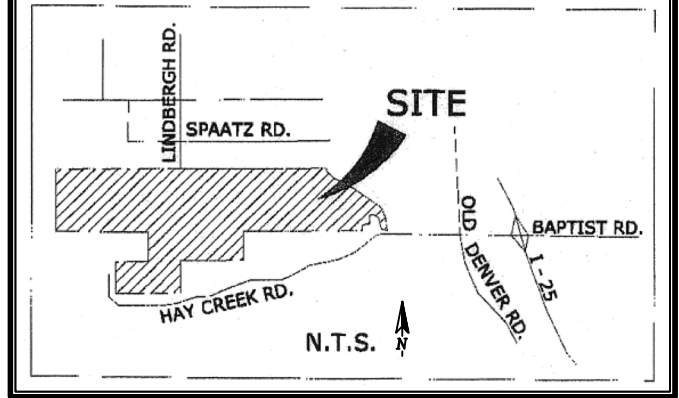 LINDBERGH RD.
SITE
SPAATZ RD.
OLD DENVER RD.
BAPTIST RD.
I-25
HAY CREEK RD.
N.T.S.
N